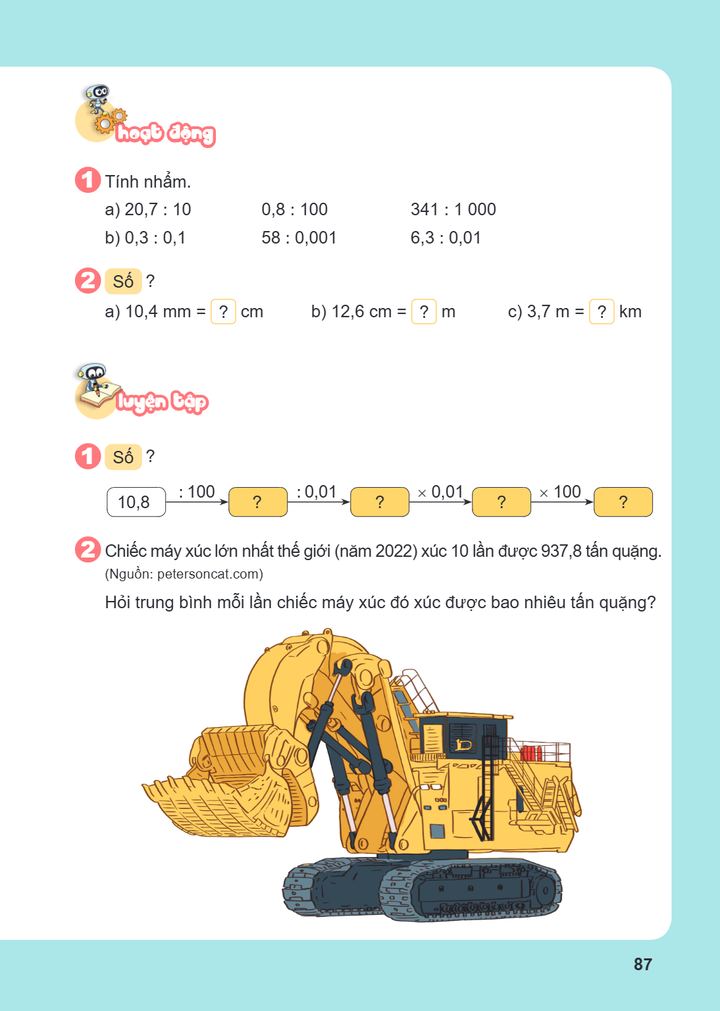 hoạt động
1 Tính nhẩm.
a) 20,7 : 10 0,8 : 100 341 : 1 000
b) 0,3 : 0,1 58 : 0,001 6,3 : 0,01
2 Số ?
a) 10,4 mm = ? cm b) 12,6 cm = ? m c) 3,7 m = ? km
luyện tập
1 Số ?
10,8 : 100 ? : 0,01 ? × 0,01 ? × 100 ?
2 Chiếc máy xúc lớn nhất thế giới (năm 2022) xúc 10 lần được 937,8 tấn quặng.
(Nguồn: petersoncat.com)
Hỏi trung bình mỗi lần chiếc máy xúc đó xúc được bao nhiêu tấn quặng?
87